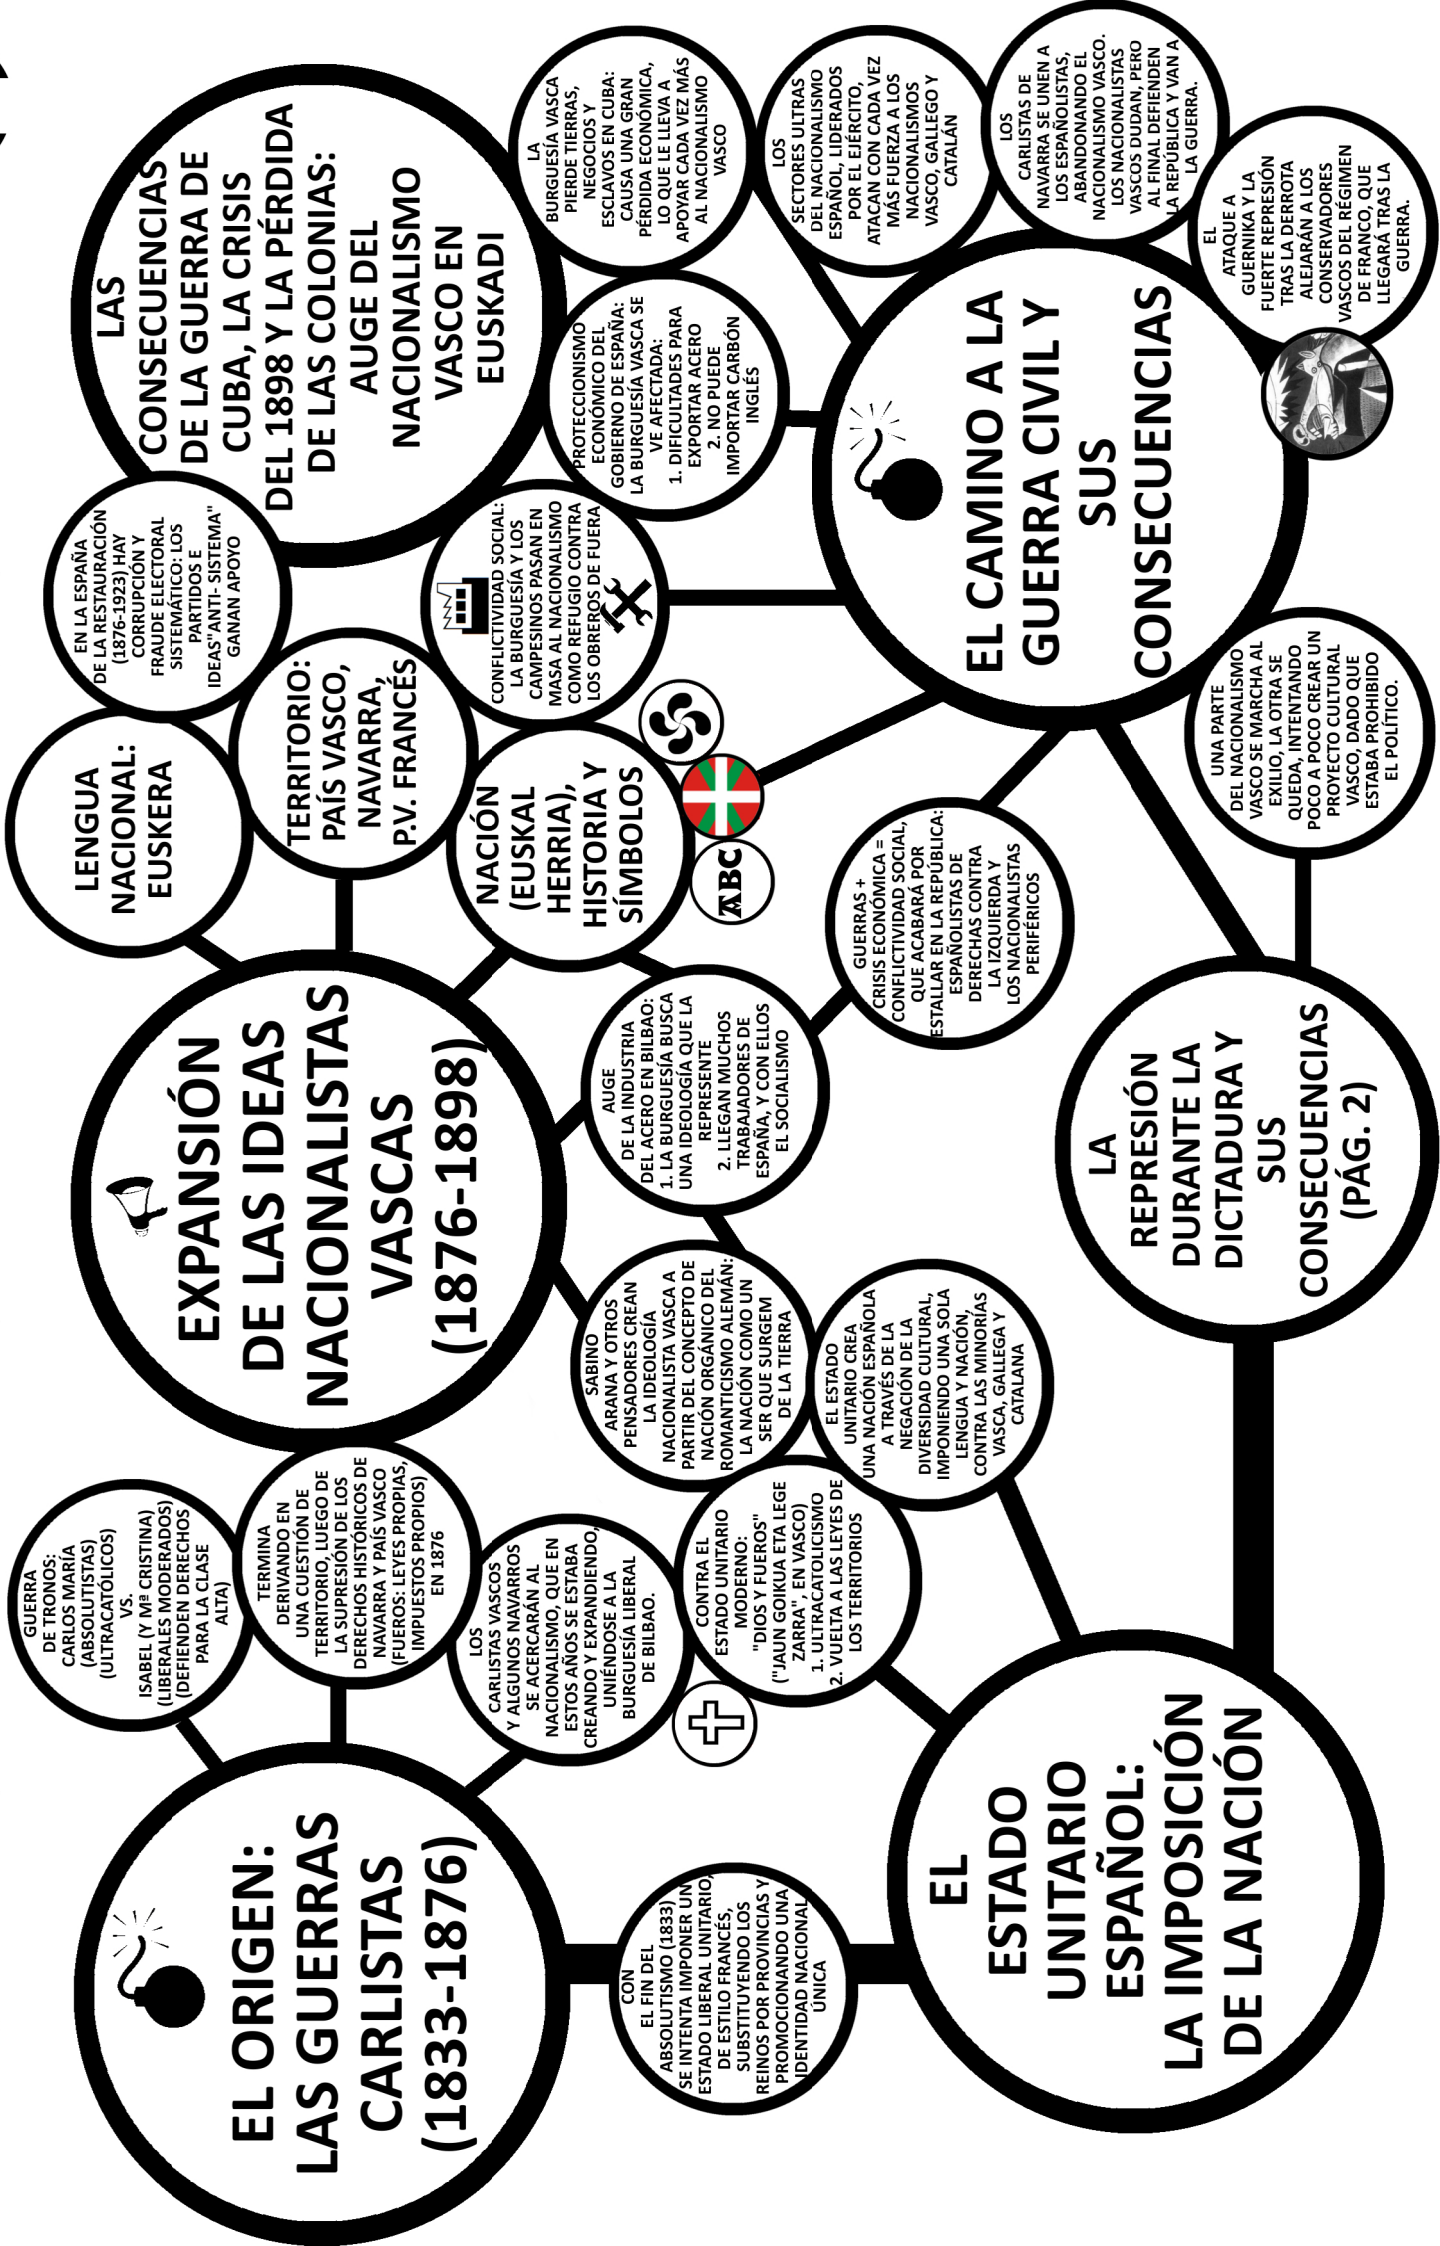 EL ORIGEN:
LAS GUERRAS
CARLISTAS
(1833-1876)
GUERRA
DE TRONOS:
CARLOS MARÍA
(ABSOLUTISTAS)
(ULTRACATÓLICOS)
VS.
ISABEL (Y Mª CRISTINA)
(LIBERALES MODERADOS)
(DEFIENDEN DERECHOS
PARA LA CLASE
ALTA)
TERMINA
DERIVANDO EN
UNA CUESTIÓN DE
TERRITORIO, LUEGO DE
LA SUPRESIÓN DE LOS
DERECHOS HISTÓRICOS DE
NAVARRA Y PAÍS VASCO
(FUEROS: LEYES PROPIAS,
IMPUESTOS PROPIOS)
EN 1876
LOS
CARLISTAS VASCOS
Y ALGUNOS NAVARROS
SE ACERCARÁN AL
NACIONALISMO, QUE EN
ESTOS AÑOS SE ESTABA
CREANDO Y EXPANDIENDO,
UNIÉNDOSE A LA
BURGUESÍA LIBERAL
DE BILBAO.
CONTRA EL
ESTADO UNITARIO
MODERNO:
"DIOS Y FUEROS"
("JAUN GOIKUA ETA LEGE
ZARRA", EN VASCO)
1. ULTRACATOLICISMO
2. VUELTA A LAS LEYES DE
LOS TERRITORIOS
EXPANSIÓN
DE LAS IDEAS
NACIONALISTAS
VASCAS
(1876-1898)
LENGUA
NACIONAL:
EUSKERA
TERRITORIO:
PAÍS VASCO,
NAVARRA,
P.V. FRANCÉS
NACIÓN
(EUSKAL
HERRIA),
HISTORIA Y
SÍMBOLOS
ABC
AUGE
DE LA INDUSTRIA
DEL ACERO EN BILBAO:
1. LA BURGUESÍA BUSCA
UNA IDEOLOGÍA QUE LA
REPRESENTE
2. LLEGAN MUCHOS
TRABAJADORES DE
ESPAÑA, Y CON ELLOS
EL SOCIALISMO
SABINO
ARANA Y OTROS
PENSADORES CREAN
LA IDEOLOGÍA
NACIONALISTA VASCA A
PARTIR DEL CONCEPTO DE
NACIÓN ORGÁNICO DEL
ROMANTICISMO ALEMÁN:
LA NACIÓN COMO UN
SER QUE SURGEM
DE LA TIERRA
LAS
CONSECUENCIAS
DE LA GUERRA DE
CUBA, LA CRISIS
DEL 1898 Y LA PÉRDIDA
DE LAS COLONIAS:
AUGE DEL
NACIONALISMO
VASCO EN
EUSKADI
EN LA ESPAÑA
DE LA RESTAURACIÓN
(1876-1923) HAY
CORRUPCIÓN Y
FRAUDE ELECTORAL
SISTEMÁTICO: LOS
PARTIDOS E
IDEAS"ANTI- SISTEMA"
GANAN APOYO
CONFLICTIVIDAD SOCIAL:
LA BURGUESÍA Y LOS
CAMPESINOS PASAN EN
MASA AL NACIONALISMO
COMO REFUGIO CONTRA
LOS OBREROS DE FUERA
PROTECCIONISMO
ECONÓMICO DEL
GOBIERNO DE ESPAÑA:
LA BURGUESÍA VASCA SE
VE AFECTADA:
1. DIFICULTADES PARA
EXPORTAR ACERO
2. NO PUEDE
IMPORTAR CARBÓN
INGLÉS
LA
BURGUESÍA VASCA
PIERDE TIERRAS,
NEGOCIOS Y
ESCLAVOS EN CUBA:
CAUSA UNA GRAN
PÉRDIDA ECONÓMICA,
LO QUE LE LLEVA A
APOYAR CADA VEZ MÁS
AL NACIONALISMO
VASCO
CON
EL FIN DEL
ABSOLUTISMO (1833)
SE INTENTA IMPONER UN
ESTADO LIBERAL UNITARIO,
DE ESTILO FRANCÉS,
SUBSTITUYENDO LOS
REINOS POR PROVINCIAS Y
PROMOCIONANDO UNA
IDENTIDAD NACIONAL
ÚNICA
EL
ESTADO
UNITARIO
ESPAÑOL:
LA IMPOSICIÓN
DE LA NACIÓN
EL ESTADO
UNITARIO CREA
UNA NACIÓN ESPAÑOLA
A TRAVÉS DE LA
NEGACIÓN DE LA
DIVERSIDAD CULTURAL,
IMPONIENDO UNA SOLA
LENGUA Y NACIÓN,
CONTRA LAS MINORÍAS
VASCA, GALLEGA Y
CATALANA
LA
REPRESIÓN
DURANTE LA
DICTADURA Y
SUS
CONSECUENCIAS
(PÁG. 2)
GUERRAS +
CRISIS ECONÓMICA =
CONFLICTIVIDAD SOCIAL,
QUE ACABARÁ POR
ESTALLAR EN LA REPÚBLICA:
ESPAÑOLISTAS DE
DERECHAS CONTRA
LA IZQUIERDA Y
LOS NACIONALISTAS
PERIFÉRICOS
EL CAMINO A LA
GUERRA CIVIL Y
SUS
CONSECUENCIAS
LOS
SECTORES ULTRAS
DEL NACIONALISMO
ESPAÑOL, LIDERADOS
POR EL EJÉRCITO,
ATACAN CON CADA VEZ
MÁS FUERZA A LOS
NACIONALISMOS
VASCO, GALLEGO Y
CATALÁN
LOS
CARLISTAS DE
NAVARRA SE UNEN A
LOS ESPAÑOLISTAS,
ABANDONANDO EL
NACIONALISMO VASCO.
LOS NACIONALISTAS
VASCOS DUDAN, PERO
AL FINAL DEFIENDEN
LA REPÚBLICA Y VAN A
LA GUERRA.
EL
ATAQUE A
GUERNIKA Y LA
FUERTE REPRESIÓN
TRAS LA DERROTA
ALEJARÁN A LOS
CONSERVADORES
VASCOS DEL RÉGIMEN
DE FRANCO, QUE
LLEGARÁ TRAS LA
GUERRA.
UNA PARTE
DEL NACIONALISMO
VASCO SE MARCHA AL
EXILIO, LA OTRA SE
QUEDA, INTENTANDO
POCO A POCO CREAR UN
PROYECTO CULTURAL
VASCO, DADO QUE
ESTABA PROHIBIDO
EL POLÍTICO.